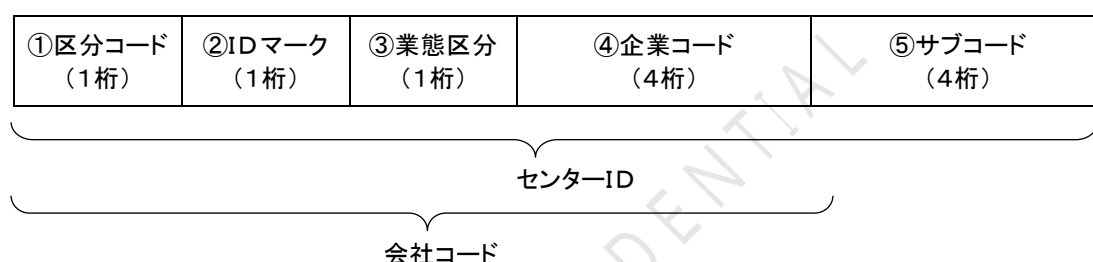 ①区分コード ②IDマーク ③業態区分 ④企業コード ⑤サブコード
（1桁） （1桁） （1桁） （4桁） （4桁）
センターID
会社コード
DENTIAL